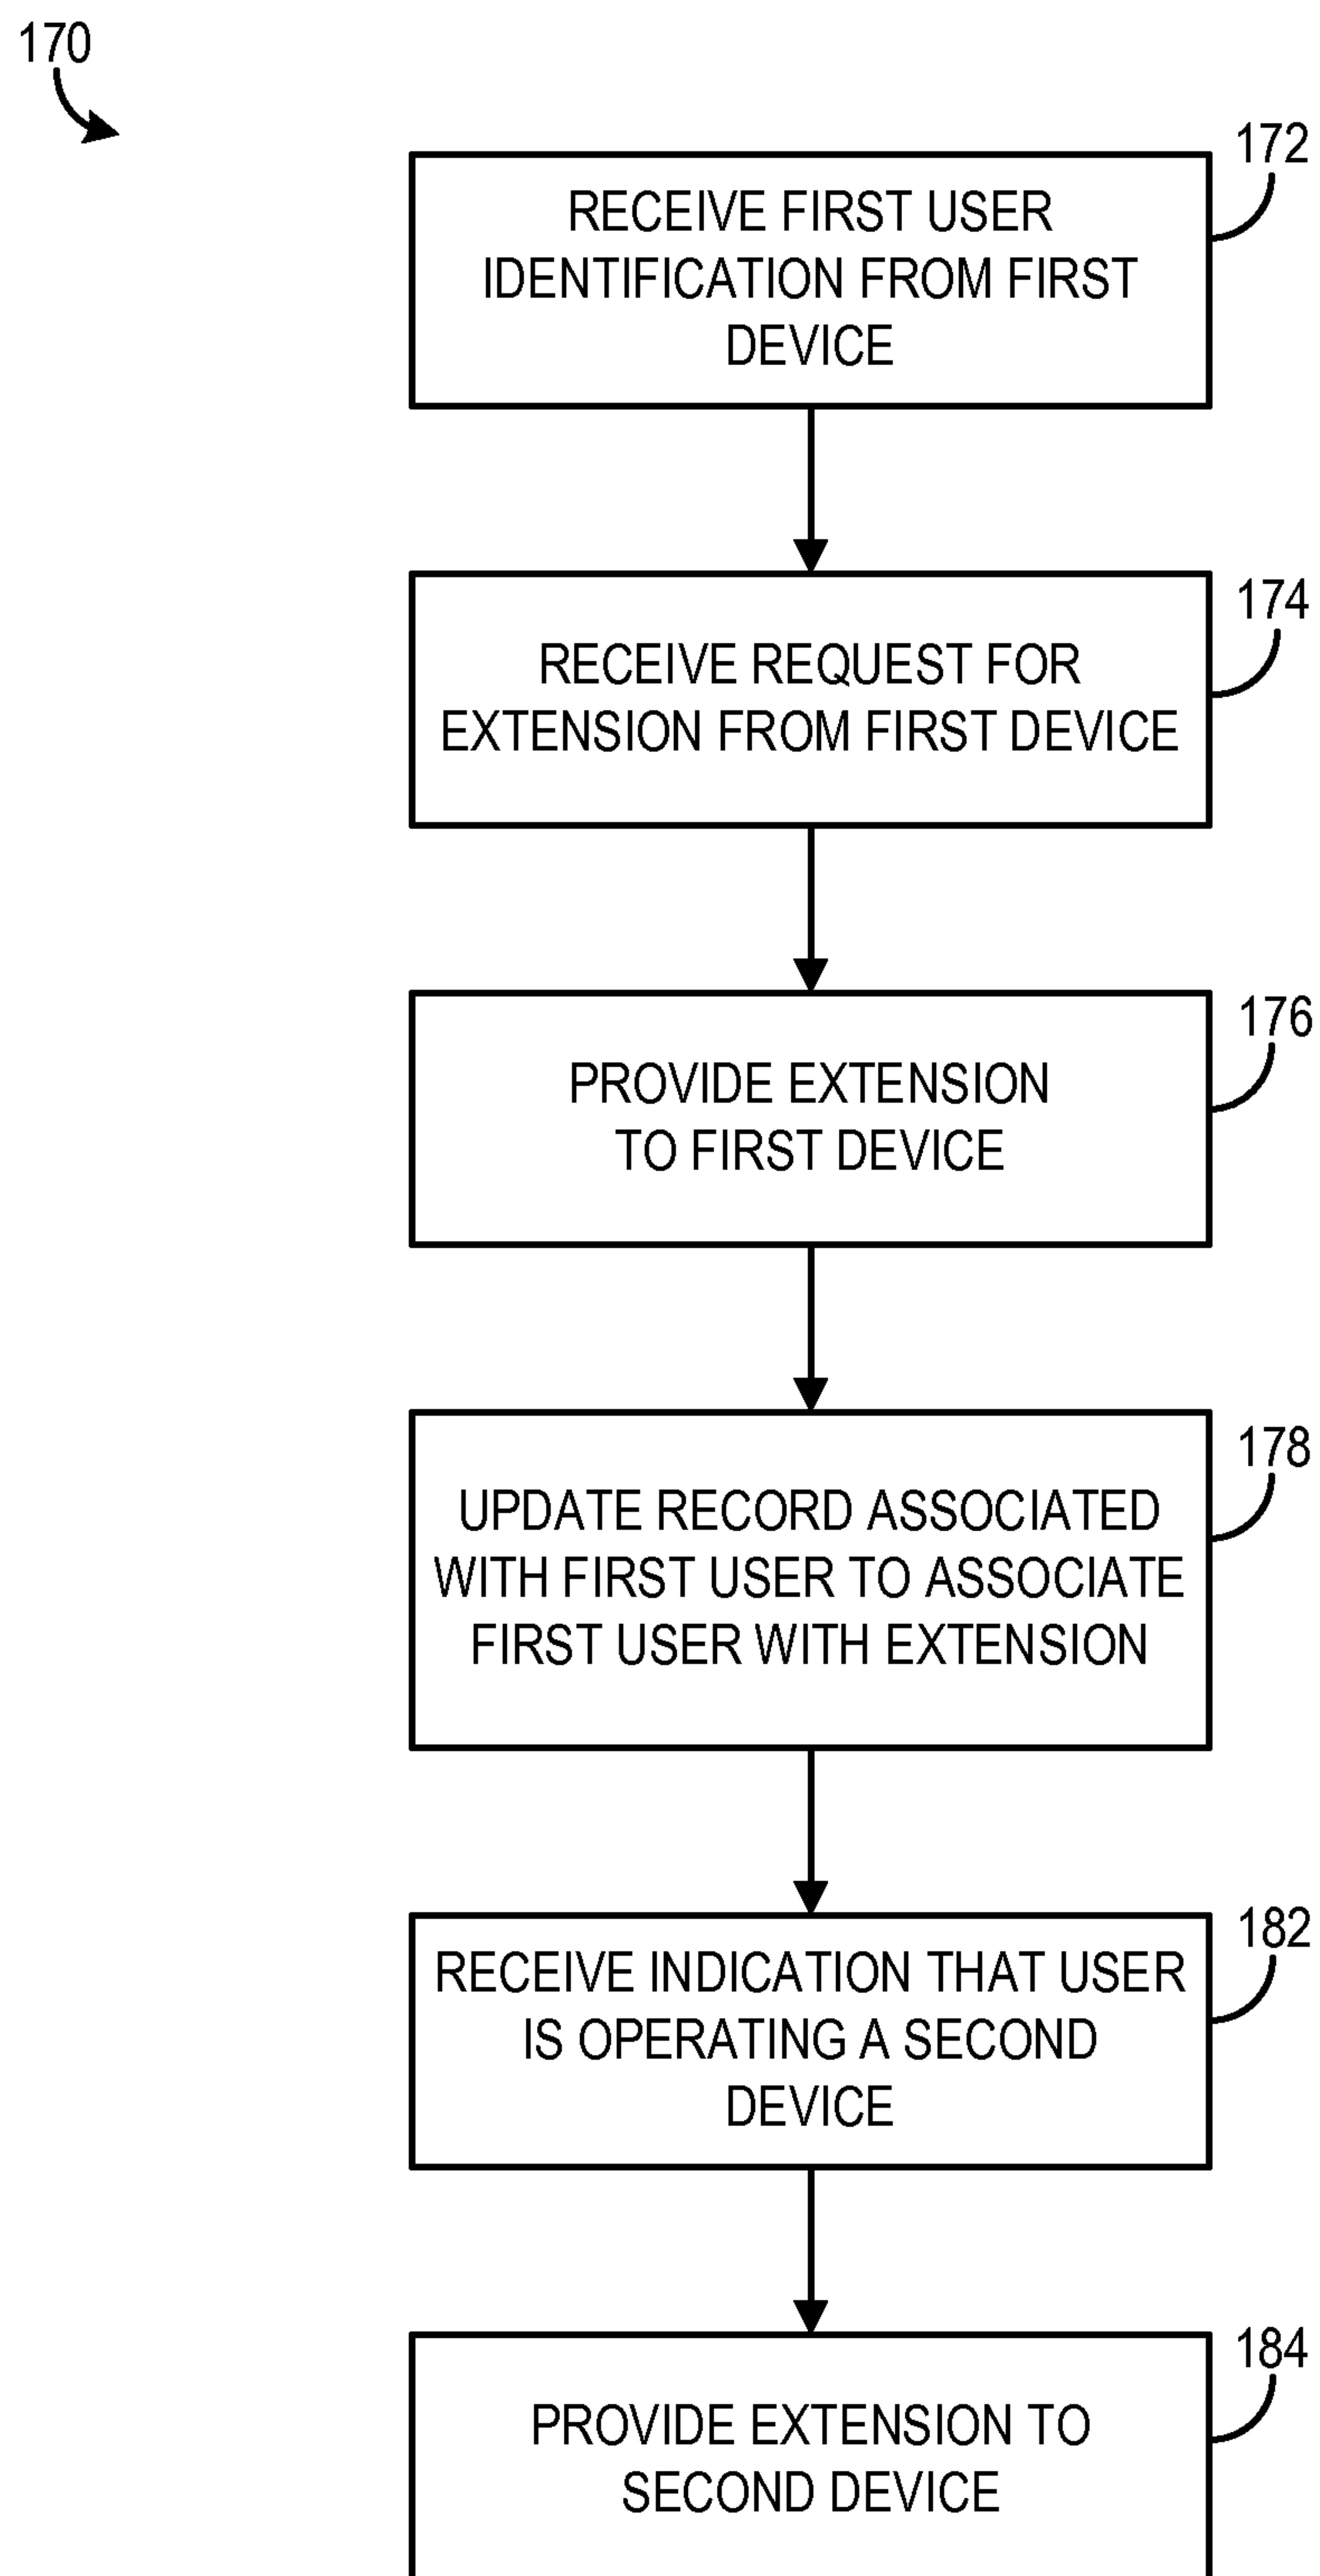 170
172
RECEIVE FIRST USER
IDENTIFICATION FROM FIRST
DEVICE
174
RECEIVE REQUEST FOR
EXTENSION FROM FIRST DEVICE
176
PROVIDE EXTENSION
TO FIRST DEVICE
178
UPDATE RECORD ASSOCIATED
WITH FIRST USER TO ASSOCIATE
FIRST USER WITH EXTENSION
182
RECEIVE INDICATION THAT USER
IS OPERATING A SECOND
DEVICE
184
PROVIDE EXTENSION TO
SECOND DEVICE